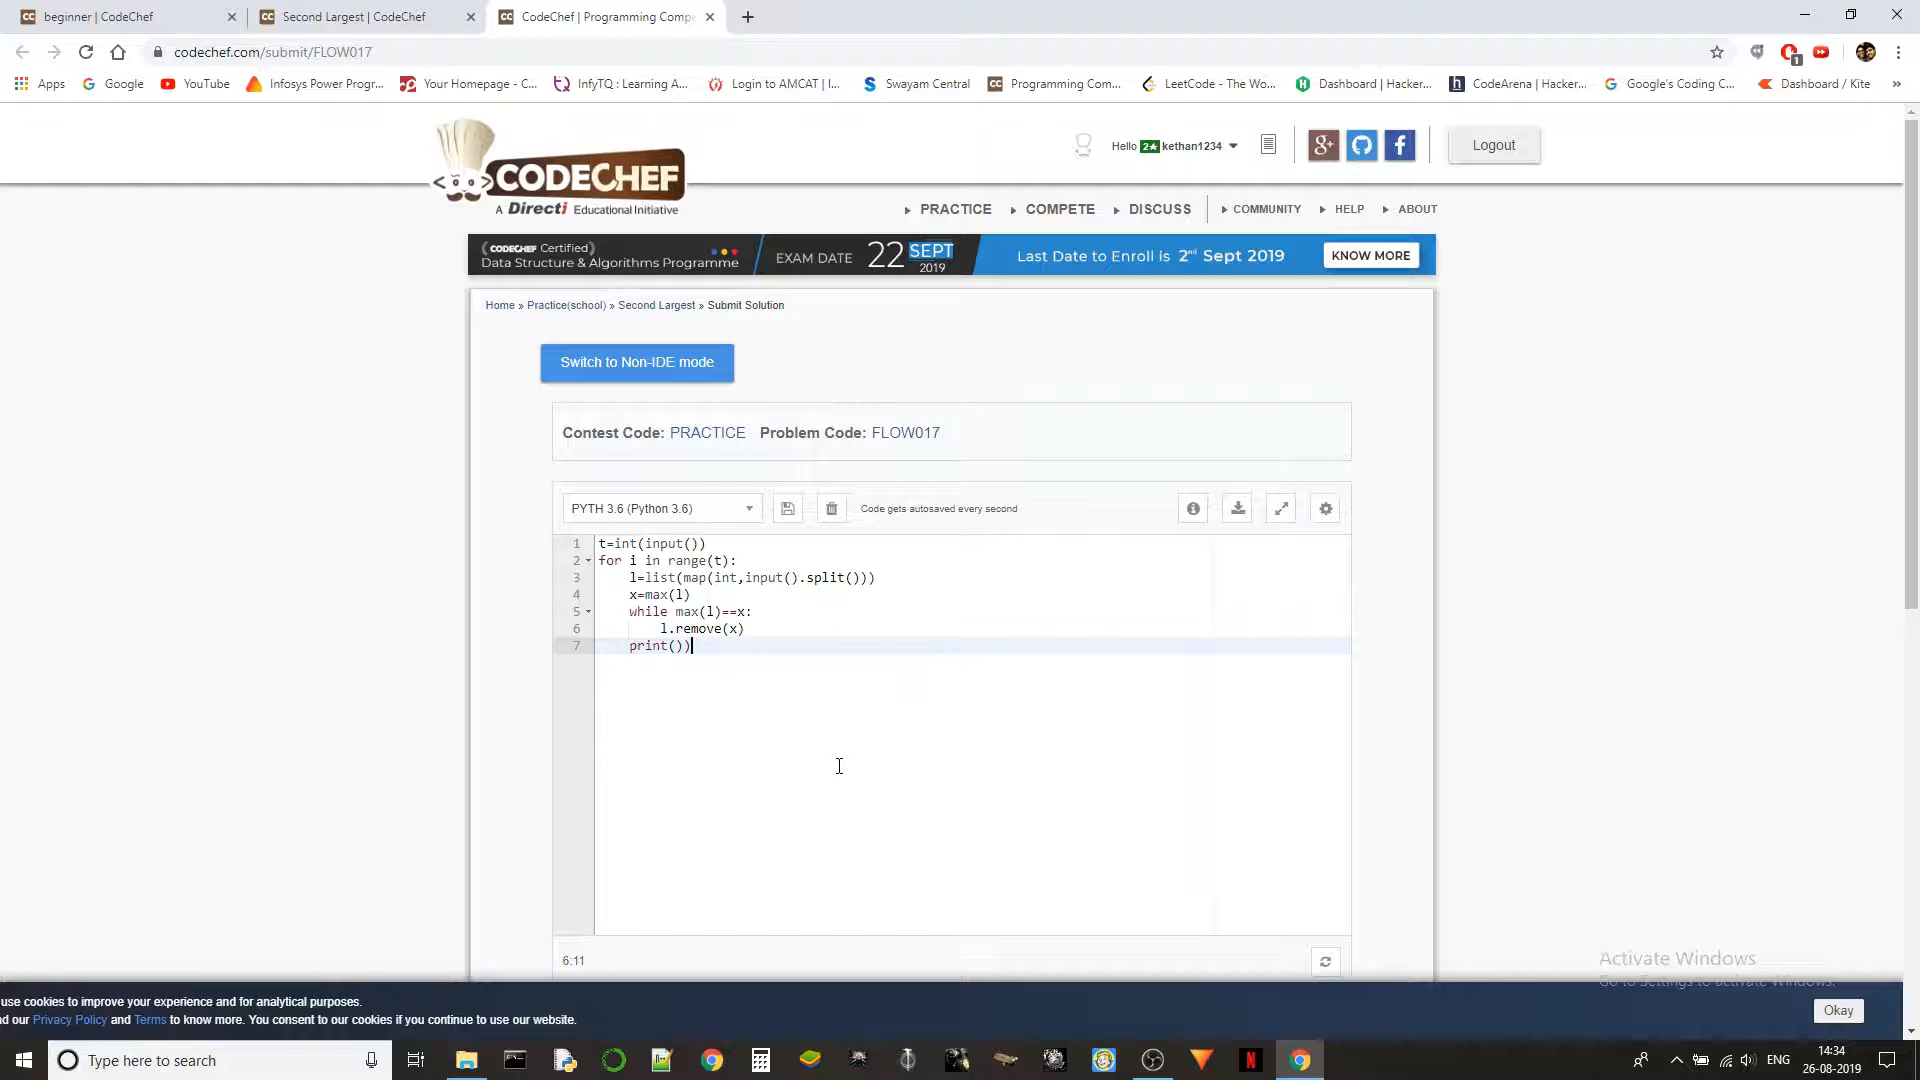 beginner | CodeChef
Second Largest | CodeChef
CodeChef | Programming Compe
codechef.com/submit/FLOW017
1
Apps
Google
YouTube
Infosys Power Progr...
Your Homepage - C...
InfyTQ : Learning A...
Login to AMCAT | I...
Swayam Central
Programming Com...
LeetCode - The Wo...
Dashboard | Hacker...
CodeArena | Hacker...
Google's Coding C...
Dashboard / Kite
CODECHEF
A Directi Educational Initiative
Hello 2★ kethan1234
Logout
PRACTICE
COMPETE
DISCUSS
COMMUNITY
HELP
ABOUT
CODECHEF Certified
Data Structure & Algorithms Programme
EXAM DATE 22 SEPT 2019
Last Date to Enroll is 2nd Sept 2019
KNOW MORE
Home » Practice(school) » Second Largest » Submit Solution
Switch to Non-IDE mode
Contest Code: PRACTICE Problem Code: FLOW017
PYTH 3.6 (Python 3.6)
Code gets autosaved every second
1 t=int(input())
2 for i in range(t):
3 l=list(map(int,input().split()))
4 x=max(l)
5 while max(l)==x:
6 l.remove(x)
7 print())
6:11
Activate Windows
Go to Settings to activate Windows.
use cookies to improve your experience and for analytical purposes.
Okay
d our Privacy Policy and Terms to know more. You consent to our cookies if you continue to use our website.
Type here to search
ENG
14:34
26-08-2019